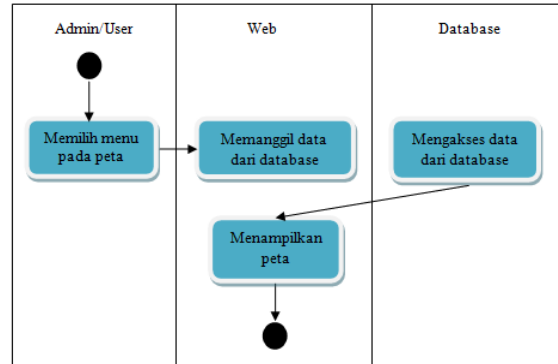 Admin/User
Web
Database
Memilih menu
pada peta
Memanggil data
dari database
Mengakses data
dari database
Menampilkan
peta